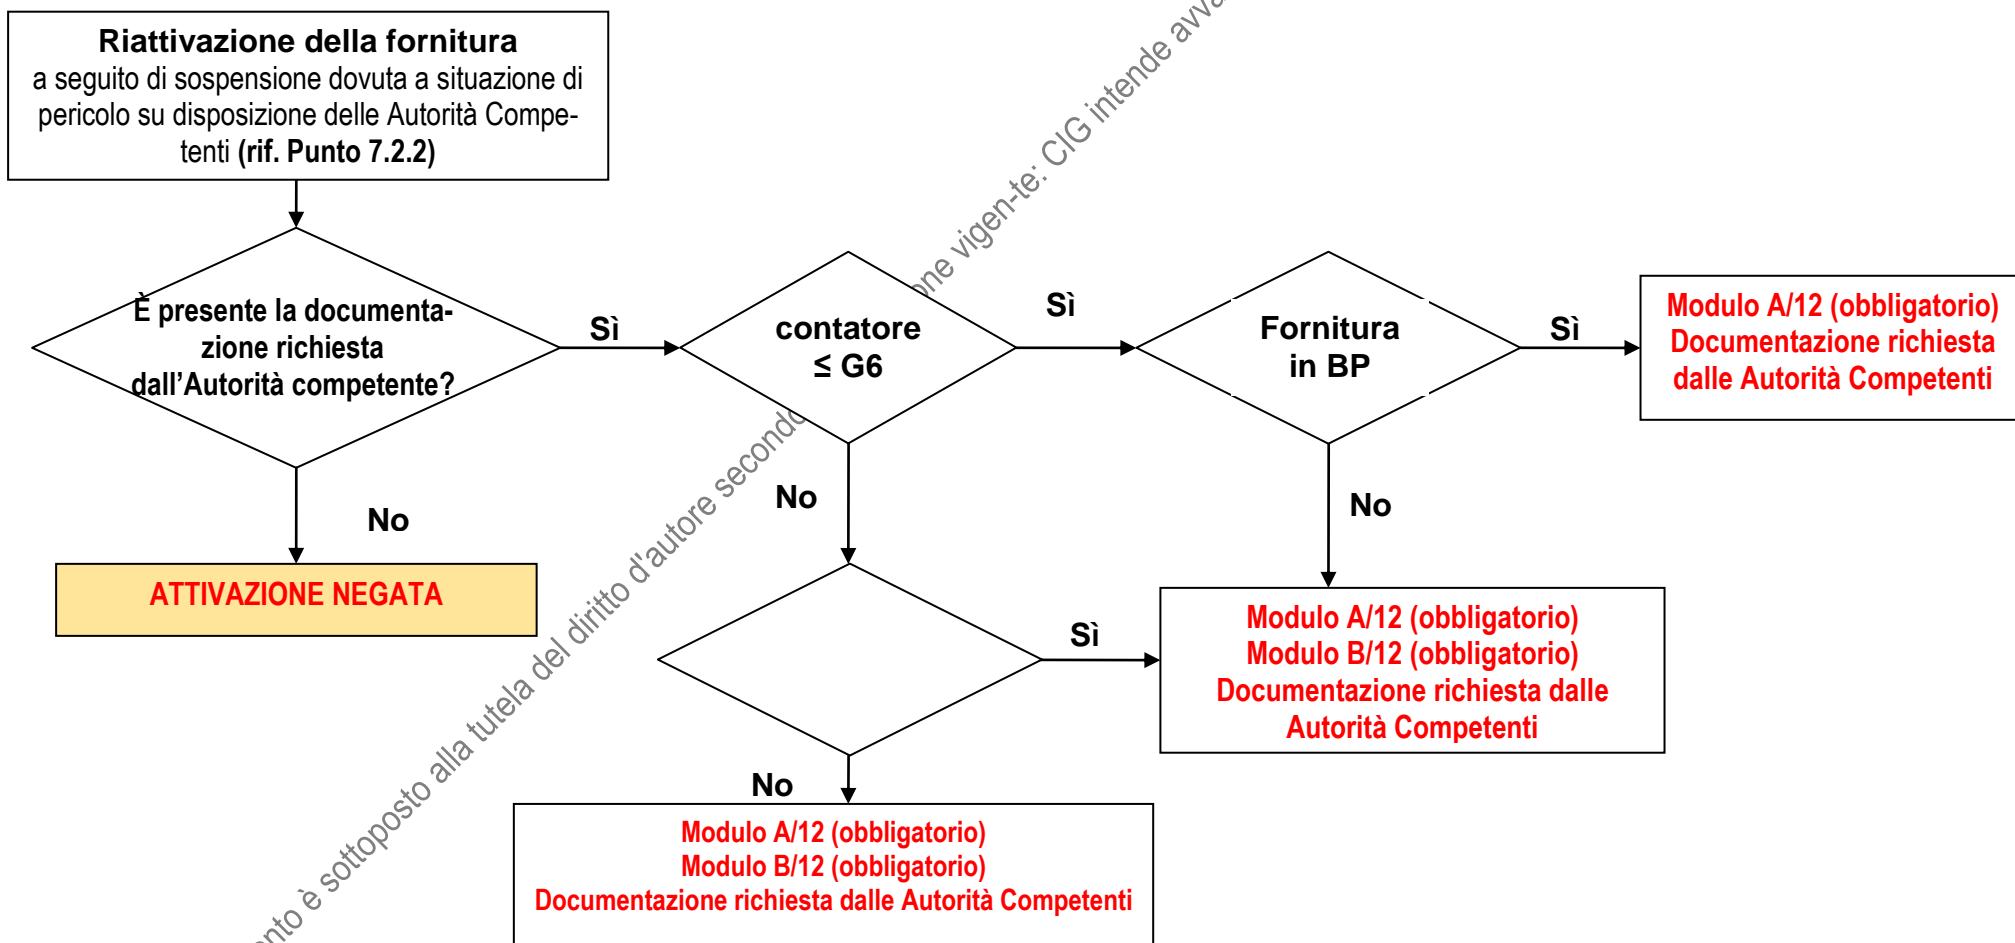 Riattivazione della fornitura
a seguito di sospensione dovuta a situazione di
pericolo su disposizione delle Autorità Compe-
tenti (rif. Punto 7.2.2)
È presente la documenta-
zione richiesta
dall'Autorità competente?
Sì
contatore
≤ G6
Sì
Fornitura
in BP
Sì
Modulo A/12 (obbligatorio)
Documentazione richiesta
dalle Autorità Competenti
No
No
No
ATTIVAZIONE NEGATA
Sì
Modulo A/12 (obbligatorio)
Modulo B/12 (obbligatorio)
Documentazione richiesta dalle
Autorità Competenti
No
Modulo A/12 (obbligatorio)
Modulo B/12 (obbligatorio)
Documentazione richiesta dalle Autorità Competenti
è sottoposto alla tutela del diritto d'autore secondo
vigen-te: CIG intende